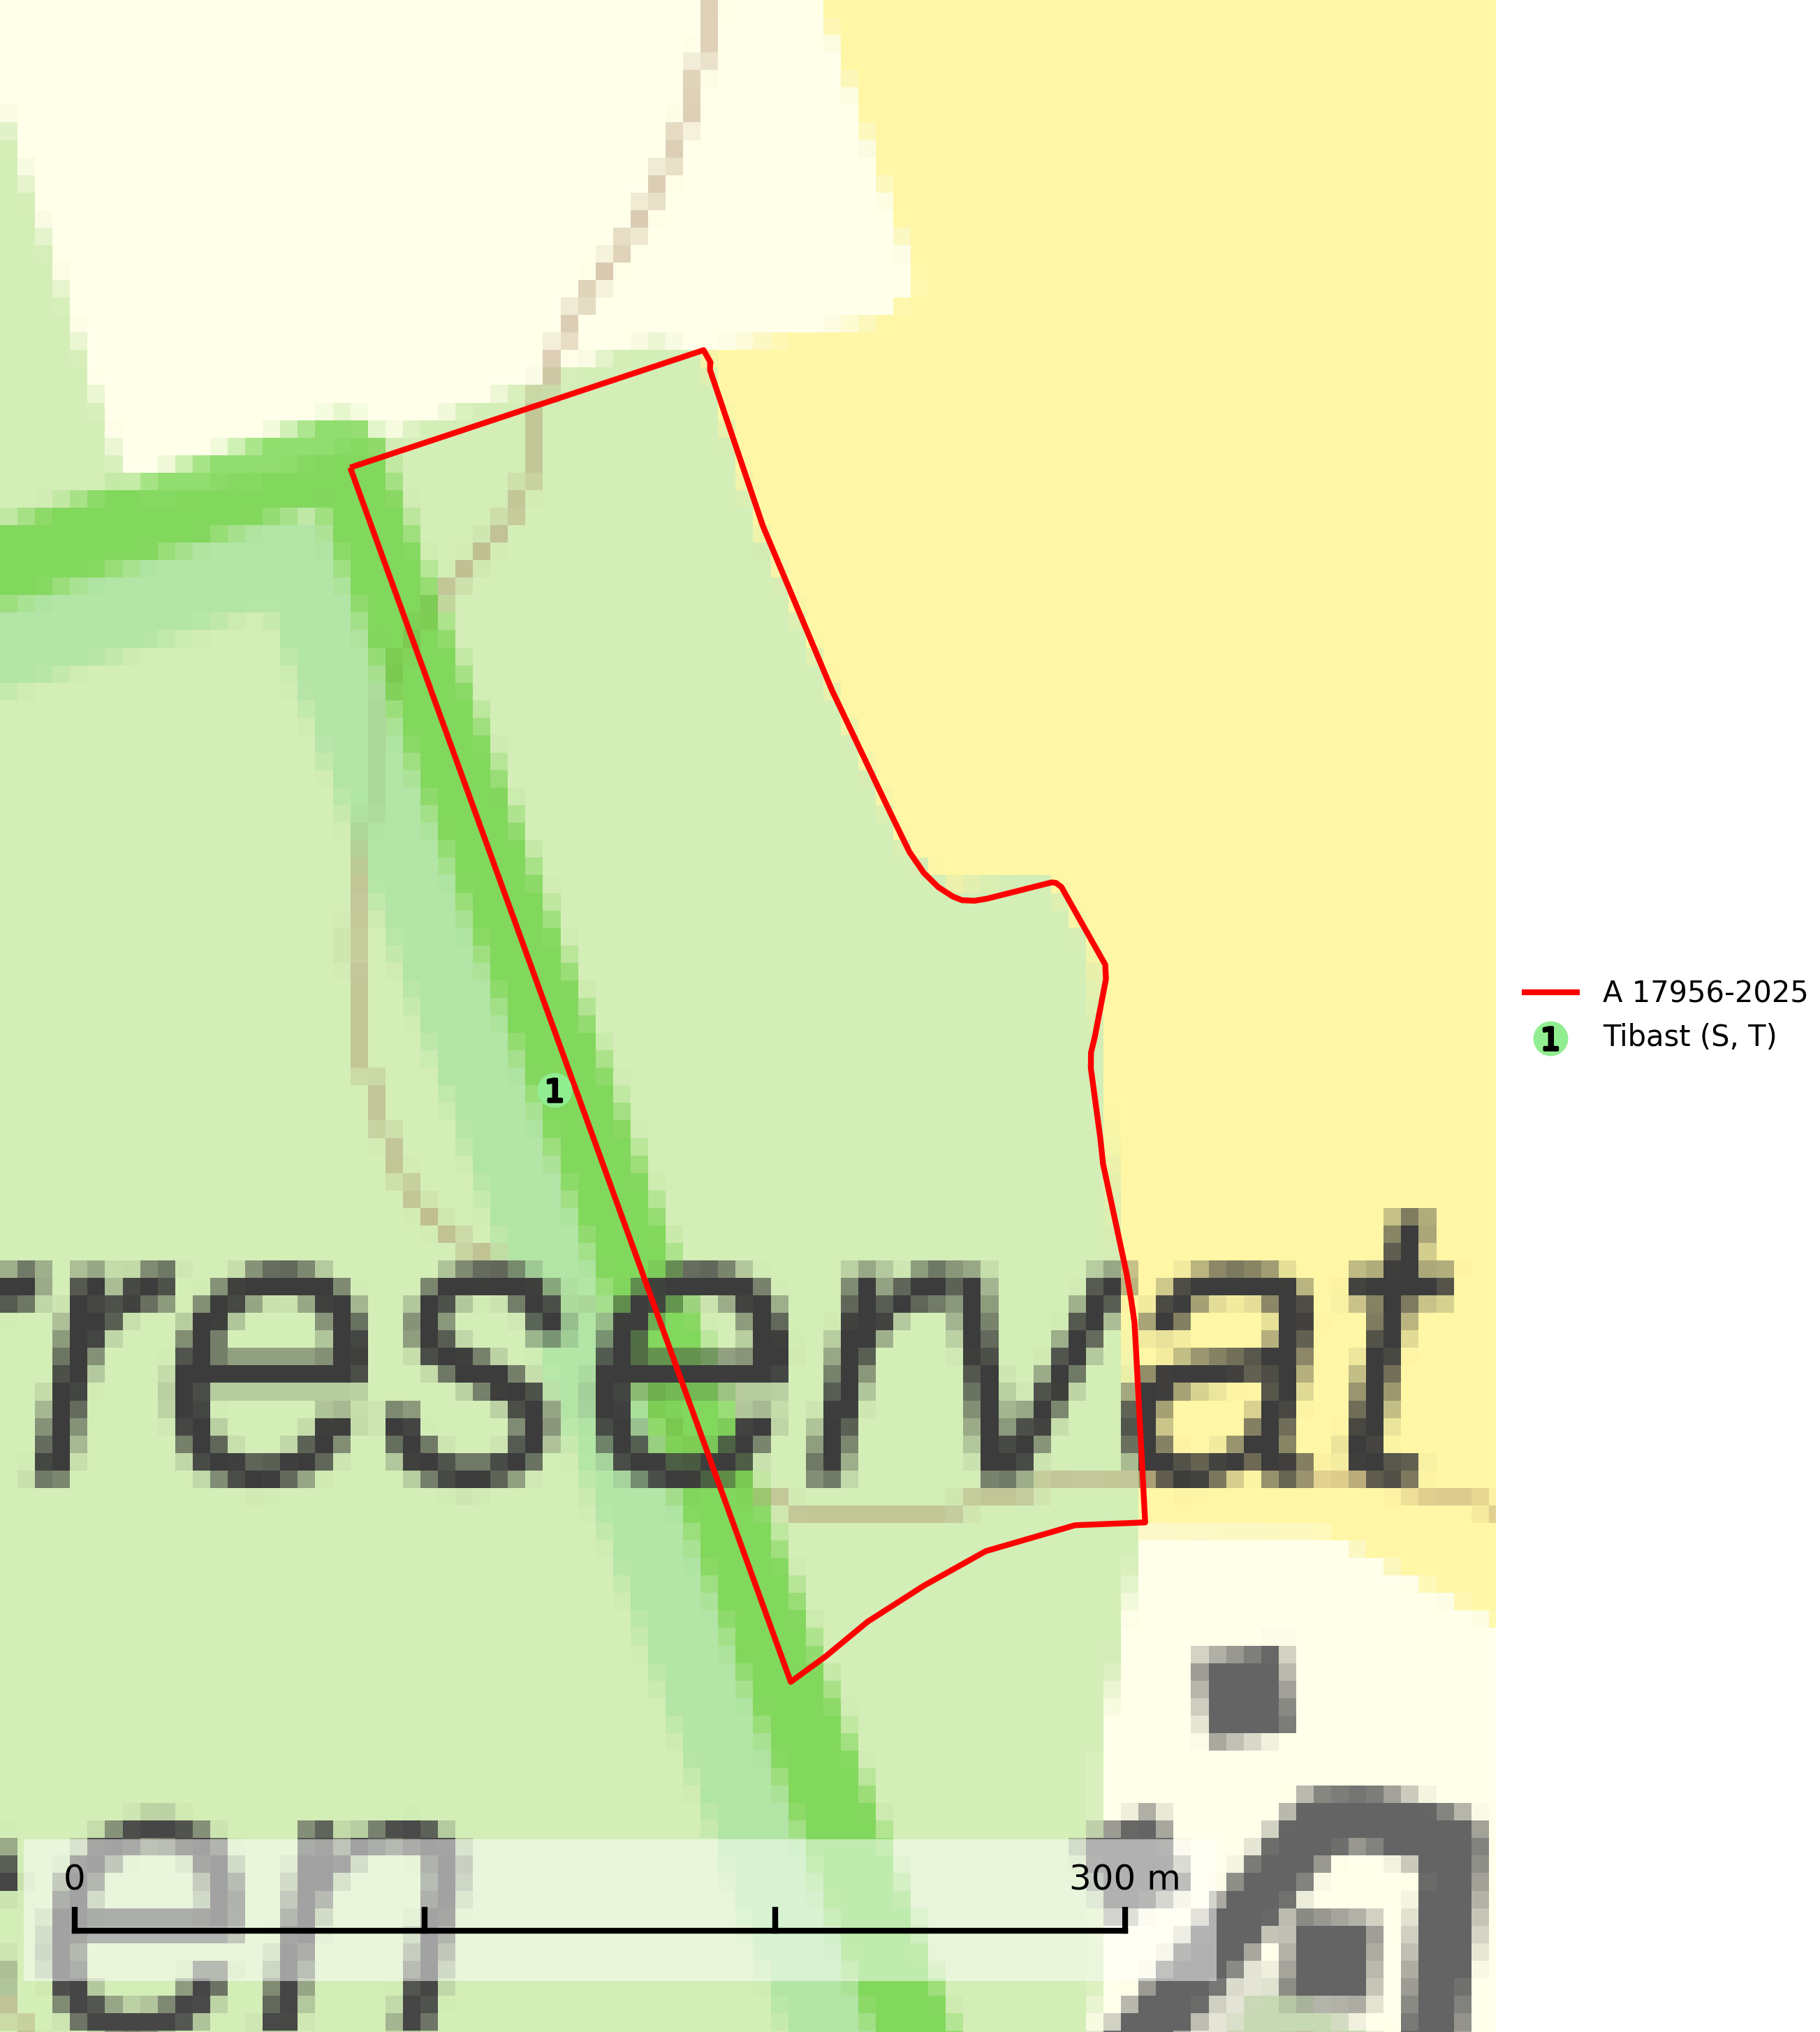 A 17956-2025
1 Tibast (S, T)
1
reservat
en
0 300 m